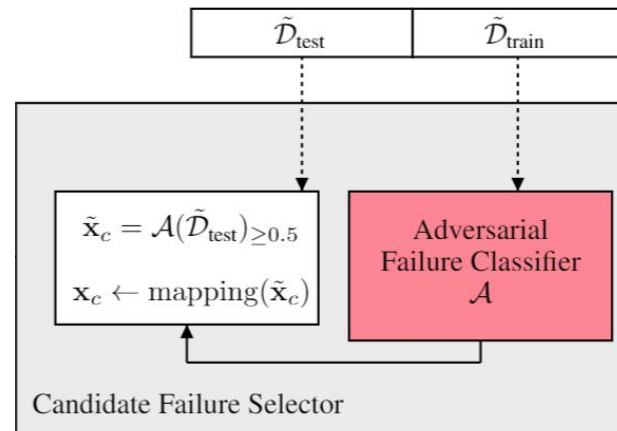 𝒟̃_test 𝒟̃_train
x̃_c = 𝒜(𝒟̃_test)_≥0.5
x_c ← mapping(x̃_c)
Adversarial
Failure Classifier
𝒜
Candidate Failure Selector